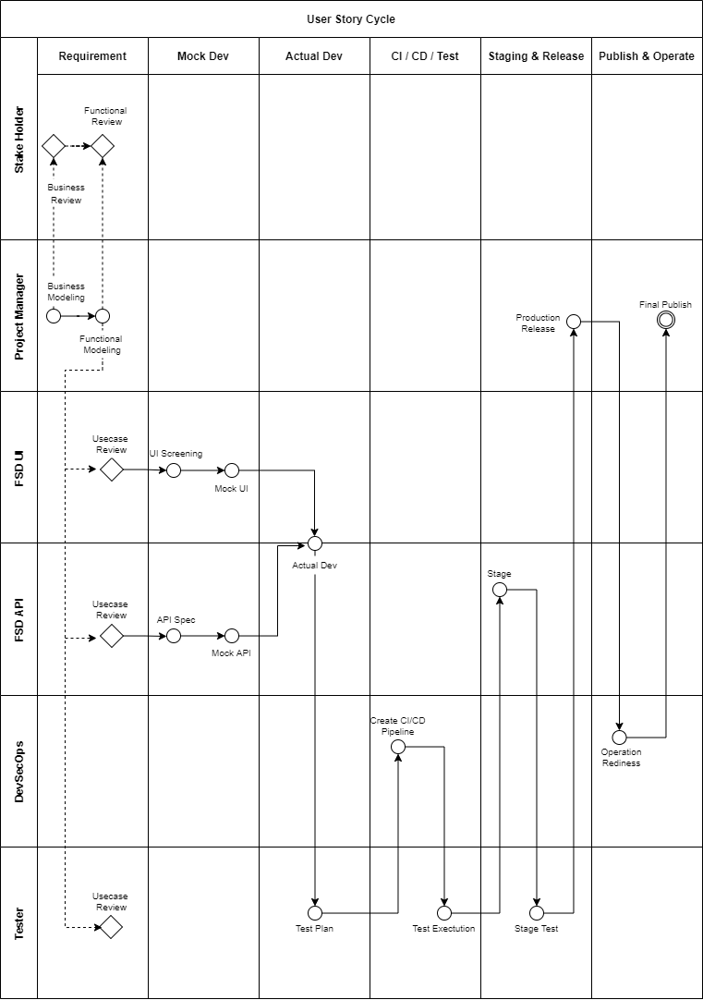 User Story Cycle
Requirement
Mock Dev
Actual Dev
CI / CD / Test
Staging & Release
Publish & Operate
Stake Holder
Functional
Review
Business
Review
Project Manager
Business
Modeling
Functional
Modeling
Production
Release
Final Publish
FSD UI
Usecase
Review
UI Screening
Mock UI
Actual Dev
FSD API
Usecase
Review
API Spec
Mock API
Stage
DevSecOps
Create CI/CD
Pipeline
Operation
Rediness
Tester
Usecase
Review
Test Plan
Test Exectution
Stage Test